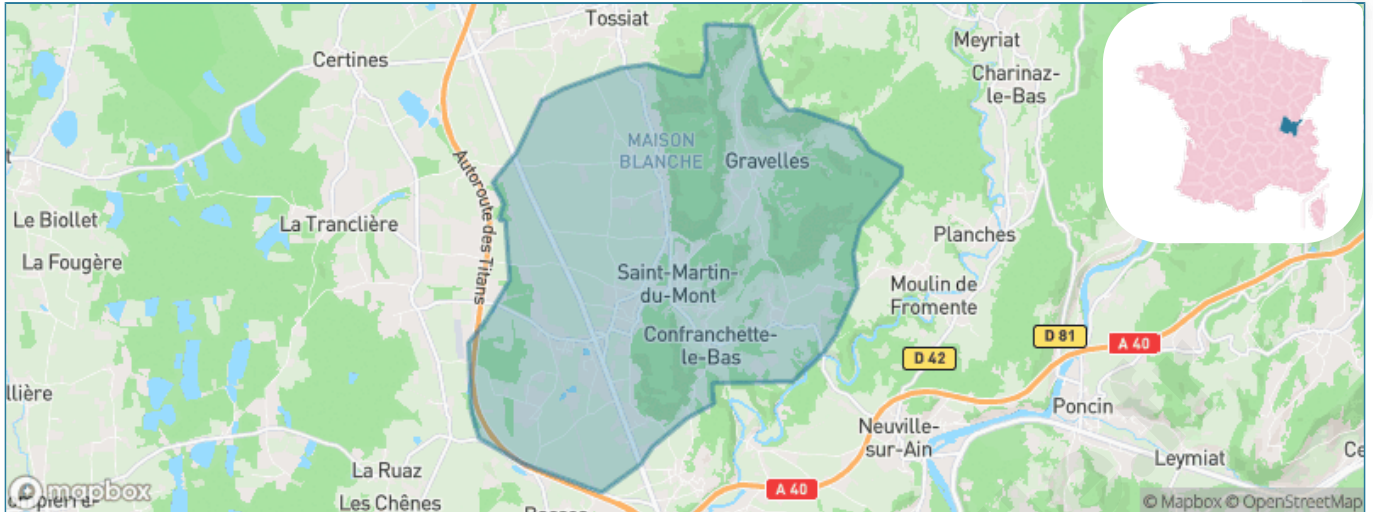 Tossiat
Certines
Meyriat
Charinaz-
le-Bas
MAISON
BLANCHE
Gravelles
Autoroute des Titans
Le Biollet
La Tranclière
La Fougère
Planches
Saint-Martin-
du-Mont
Moulin de
Fromente
Confranchette-
le-Bas
D 81
A 40
D 42
llière
Poncin
Neuville-
sur-Ain
Leymiat
Ce
La Ruaz
A 40
Les Chênes
mapbox
© Mapbox © OpenStreetMap